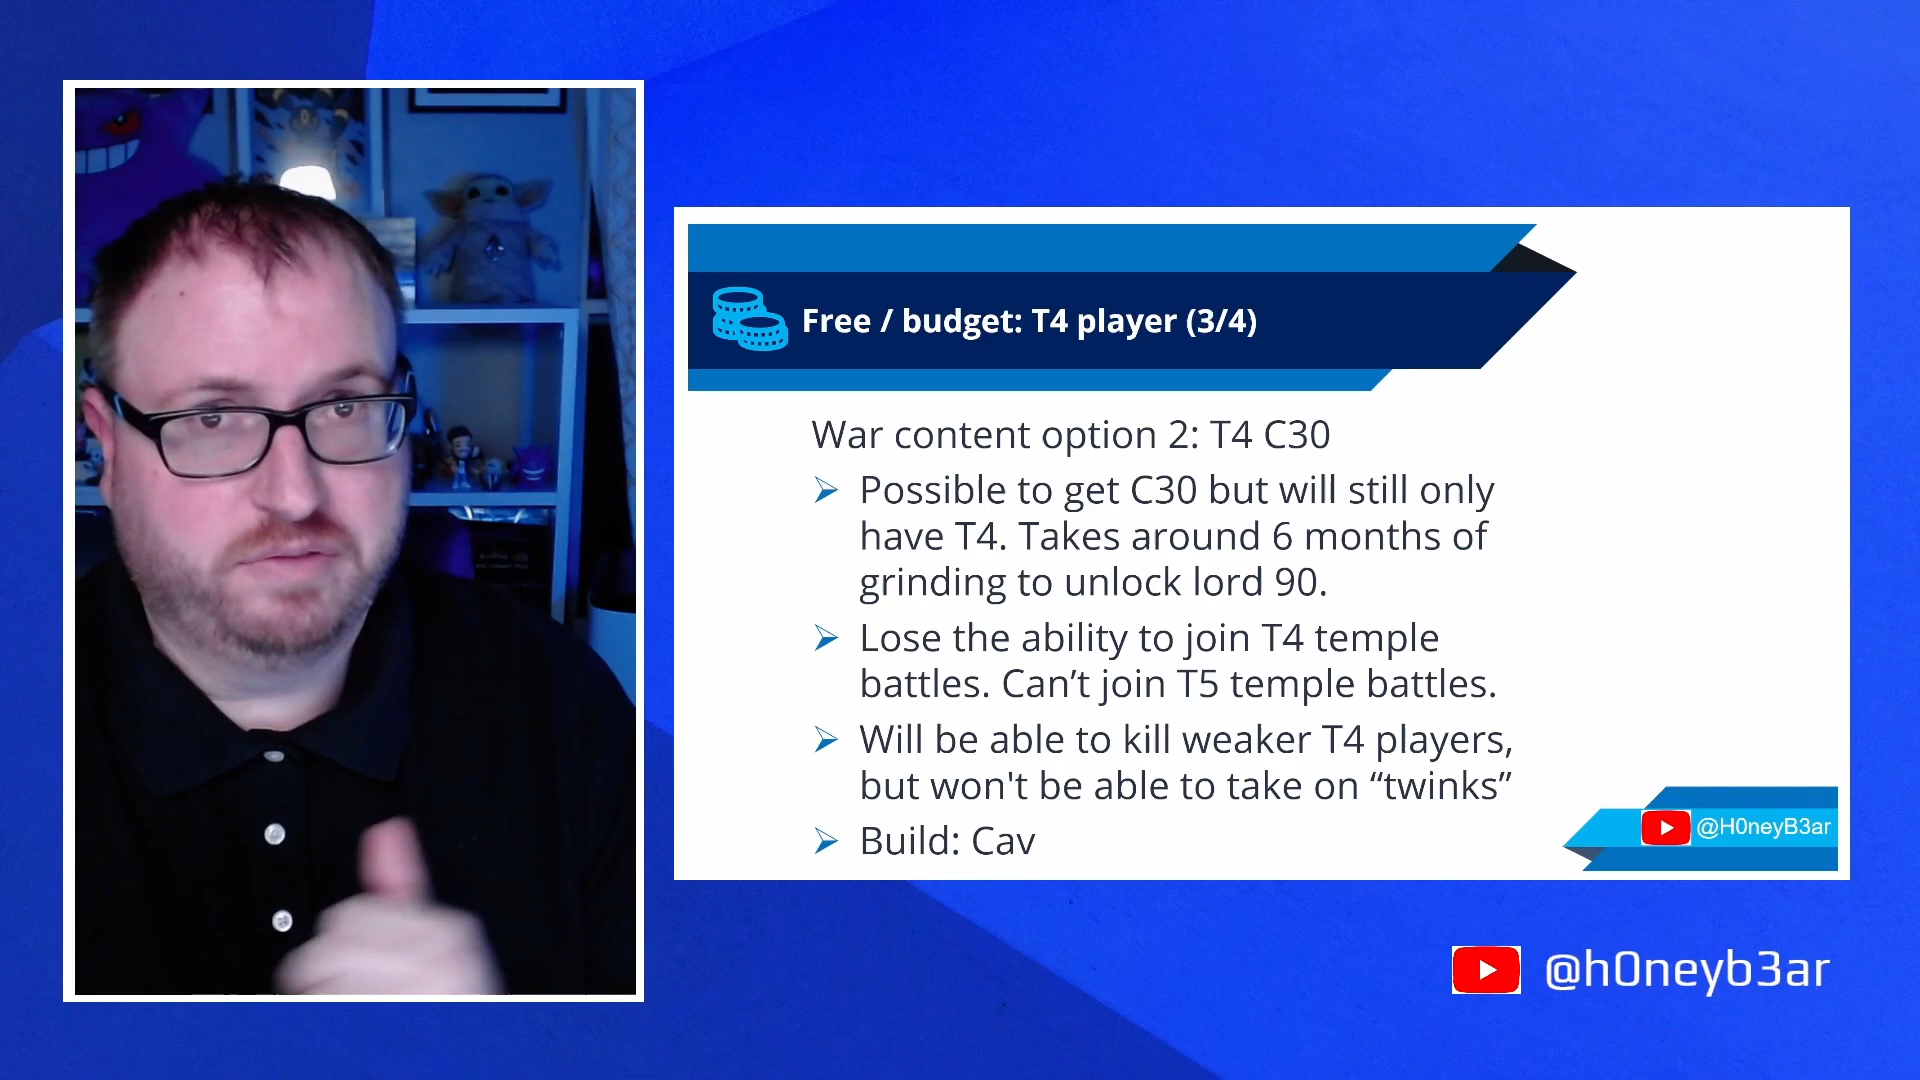 Free / budget: T4 player (3/4)
War content option 2: T4 C30
Possible to get C30 but will still only
have T4. Takes around 6 months of
grinding to unlock lord 90.
Lose the ability to join T4 temple
battles. Can’t join T5 temple battles.
Will be able to kill weaker T4 players,
but won't be able to take on “twinks”
Build: Cav
@H0neyB3ar
@h0neyb3ar